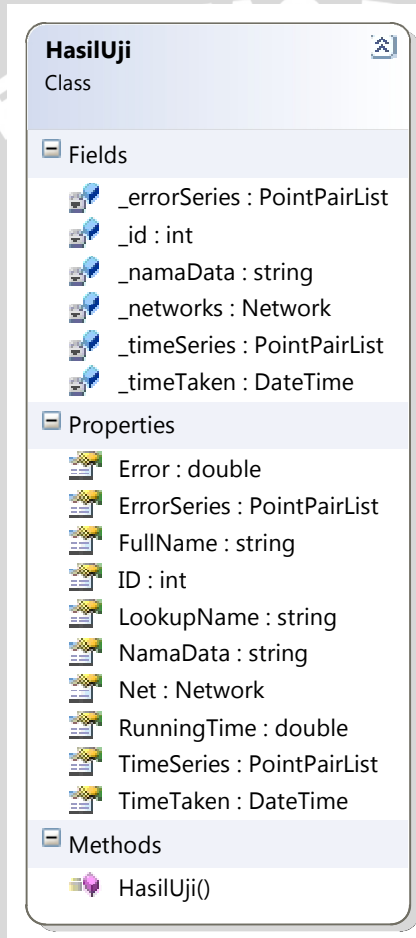 HasilUji
Class
Fields
_errorSeries : PointPairList
_id : int
_namaData : string
_networks : Network
_timeSeries : PointPairList
_timeTaken : DateTime
Properties
Error : double
ErrorSeries : PointPairList
FullName : string
ID : int
LookupName : string
NamaData : string
Net : Network
RunningTime : double
TimeSeries : PointPairList
TimeTaken : DateTime
Methods
HasilUji()